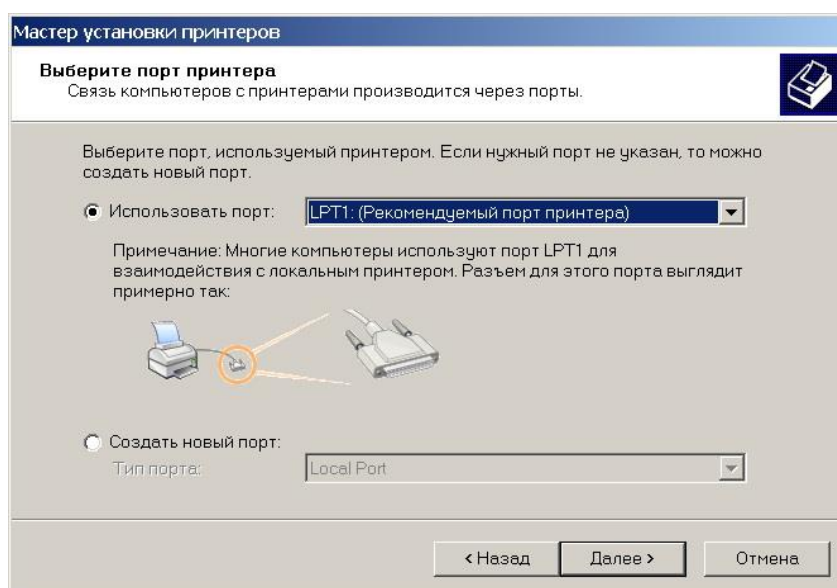 Мастер установки принтеров
Выберите порт принтера
Связь компьютеров с принтерами производится через порты.
Выберите порт, используемый принтером. Если нужный порт не указан, то можно
создать новый порт.
Использовать порт: LPT1: (Рекомендуемый порт принтера)
Примечание: Многие компьютеры используют порт LPT1 для
взаимодействия с локальным принтером. Разъем для этого порта выглядит
примерно так:
Создать новый порт:
Тип порта: Local Port
< Назад Далее > Отмена